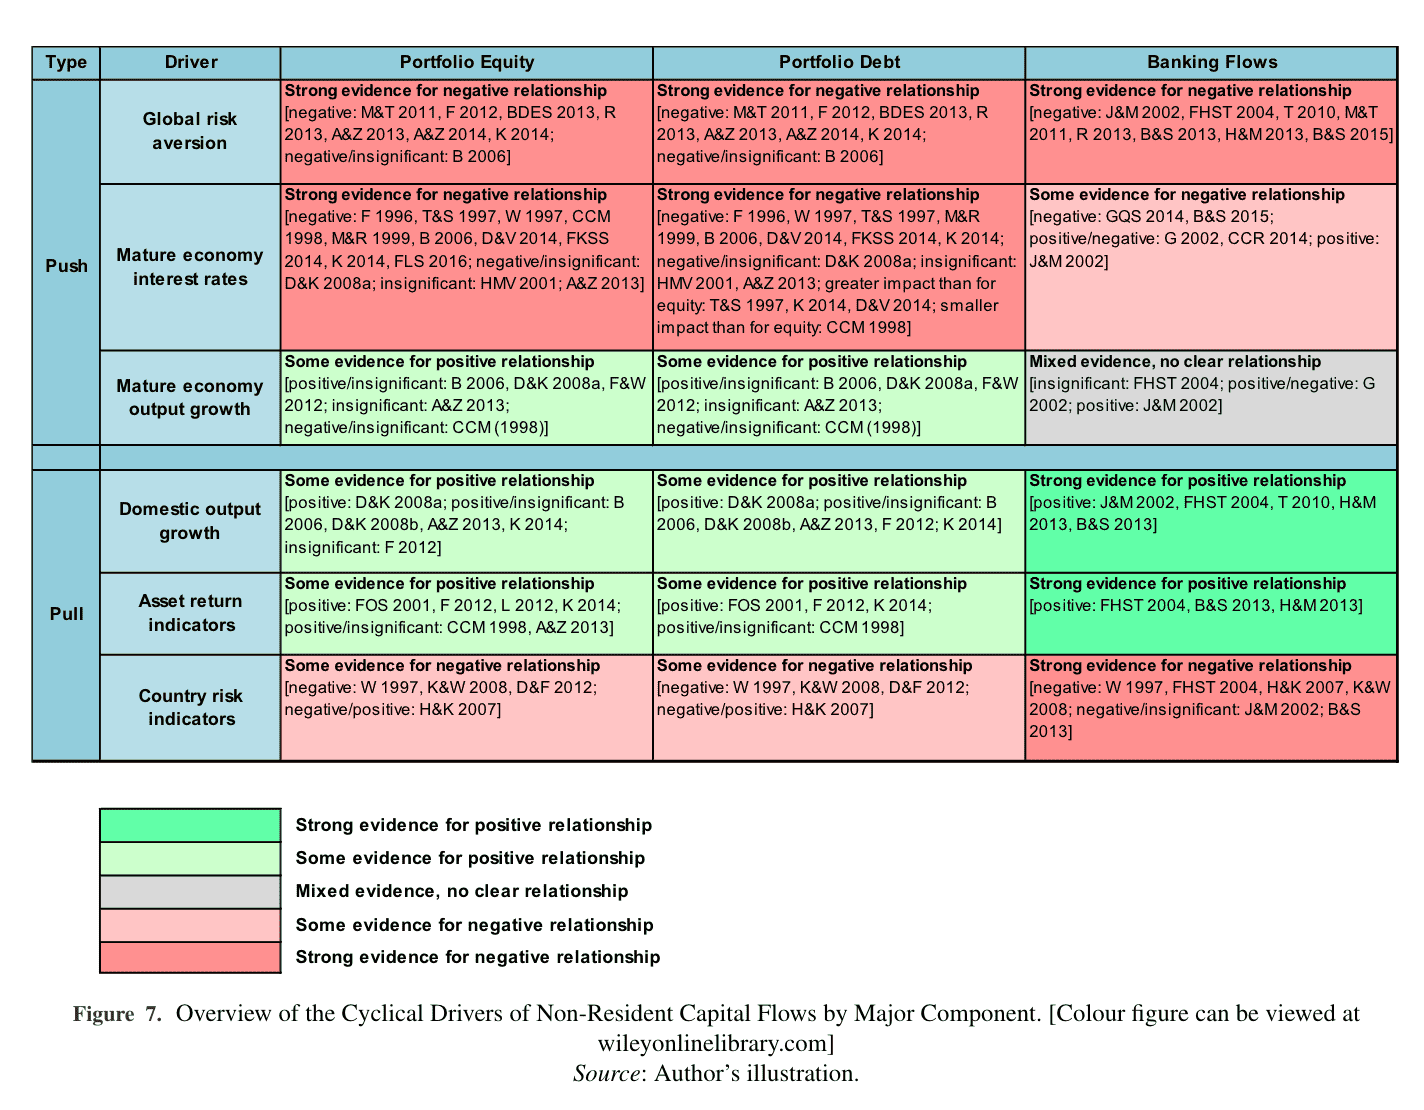 Type Driver Portfolio Equity Portfolio Debt Banking Flows
Push
Global risk
aversion
Strong evidence for negative relationship
[negative: M&T 2011, F 2012, BDES 2013, R
2013, A&Z 2013, A&Z 2014, K 2014;
negative/insignificant: B 2006]
Strong evidence for negative relationship
[negative: M&T 2011, F 2012, BDES 2013, R
2013, A&Z 2013, A&Z 2014, K 2014;
negative/insignificant: B 2006]
Strong evidence for negative relationship
[negative: J&M 2002, FHST 2004, T 2010, M&T
2011, R 2013, B&S 2013, H&M 2013, B&S 2015]
Mature economy
interest rates
Strong evidence for negative relationship
[negative: F 1996, T&S 1997, W 1997, CCM
1998, M&R 1999, B 2006, D&V 2014, FKSS
2014, K 2014, FLS 2016; negative/insignificant:
D&K 2008a; insignificant: HMV 2001; A&Z 2013]
Strong evidence for negative relationship
[negative: F 1996, W 1997, T&S 1997, M&R
1999, B 2006, D&V 2014, FKSS 2014, K 2014;
negative/insignificant: D&K 2008a; insignificant:
HMV 2001, A&Z 2013; greater impact than for
equity: T&S 1997, K 2014, D&V 2014; smaller
impact than for equity: CCM 1998]
Some evidence for negative relationship
[negative: GQS 2014, B&S 2015;
positive/negative: G 2002, CCR 2014; positive:
J&M 2002]
Mature economy
output growth
Some evidence for positive relationship
[positive/insignificant: B 2006, D&K 2008a, F&W
2012; insignificant: A&Z 2013;
negative/insignificant: CCM (1998)]
Some evidence for positive relationship
[positive/insignificant: B 2006, D&K 2008a, F&W
2012; insignificant: A&Z 2013;
negative/insignificant: CCM (1998)]
Mixed evidence, no clear relationship
[insignificant: FHST 2004; positive/negative: G
2002; positive: J&M 2002]
Pull
Domestic output
growth
Some evidence for positive relationship
[positive: D&K 2008a; positive/insignificant: B
2006, D&K 2008b, A&Z 2013, K 2014;
insignificant: F 2012]
Some evidence for positive relationship
[positive: D&K 2008a; positive/insignificant: B
2006, D&K 2008b, A&Z 2013, F 2012; K 2014]
Strong evidence for positive relationship
[positive: J&M 2002, FHST 2004, T 2010, H&M
2013, B&S 2013]
Asset return
indicators
Some evidence for positive relationship
[positive: FOS 2001, F 2012, L 2012, K 2014;
positive/insignificant: CCM 1998, A&Z 2013]
Some evidence for positive relationship
[positive: FOS 2001, F 2012, K 2014;
positive/insignificant: CCM 1998]
Strong evidence for positive relationship
[positive: FHST 2004, B&S 2013, H&M 2013]
Country risk
indicators
Some evidence for negative relationship
[negative: W 1997, K&W 2008, D&F 2012;
negative/positive: H&K 2007]
Some evidence for negative relationship
[negative: W 1997, K&W 2008, D&F 2012;
negative/positive: H&K 2007]
Strong evidence for negative relationship
[negative: W 1997, FHST 2004, H&K 2007, K&W
2008; negative/insignificant: J&M 2002; B&S
2013]
Strong evidence for positive relationship
Some evidence for positive relationship
Mixed evidence, no clear relationship
Some evidence for negative relationship
Strong evidence for negative relationship
Figure 7. Overview of the Cyclical Drivers of Non-Resident Capital Flows by Major Component. [Colour figure can be viewed at
wileyonlinelibrary.com]
Source: Author's illustration.